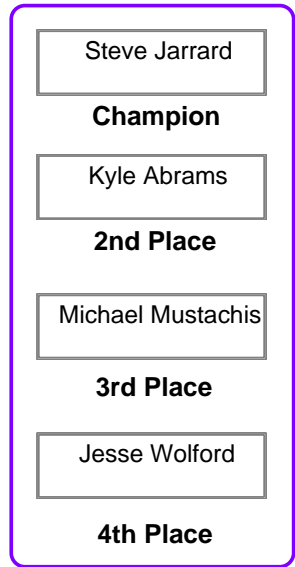 Steve Jarrard
Champion
Kyle Abrams
2nd Place
Michael Mustachis
3rd Place
Jesse Wolford
4th Place